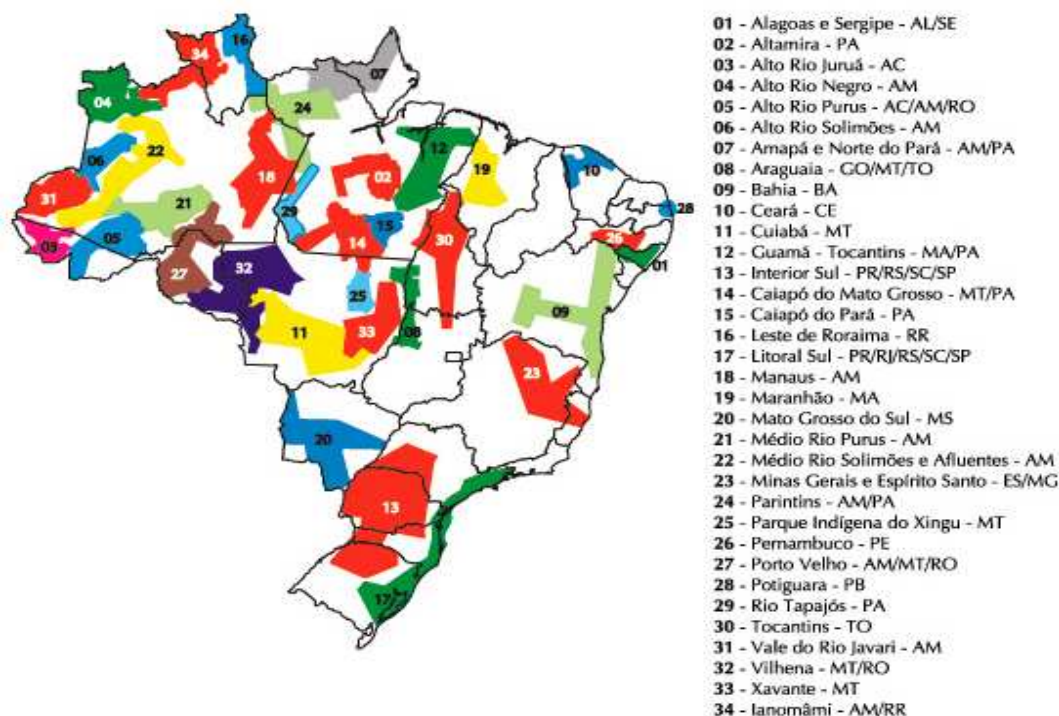 01 - Alagoas e Sergipe - AL/SE
02 - Altamira - PA
03 - Alto Rio Juruá - AC
04 - Alto Rio Negro - AM
05 - Alto Rio Purus - AC/AM/RO
06 - Alto Rio Solimões - AM
07 - Amapá e Norte do Pará - AM/PA
08 - Araguaia - GO/MT/TO
09 - Bahia - BA
10 - Ceará - CE
11 - Cuiabá - MT
12 - Guamá - Tocantins - MA/PA
13 - Interior Sul - PR/RS/SC/SP
14 - Caiapó do Mato Grosso - MT/PA
15 - Caiapó do Pará - PA
16 - Leste de Roraima - RR
17 - Litoral Sul - PR/RJ/RS/SC/SP
18 - Manaus - AM
19 - Maranhão - MA
20 - Mato Grosso do Sul - MS
21 - Médio Rio Purus - AM
22 - Médio Rio Solimões e Afluentes - AM
23 - Minas Gerais e Espírito Santo - ES/MG
24 - Parintins - AM/PA
25 - Parque Indígena do Xingu - MT
26 - Pernambuco - PE
27 - Porto Velho - AM/MT/RO
28 - Potiguara - PB
29 - Rio Tapajós - PA
30 - Tocantins - TO
31 - Vale do Rio Javari - AM
32 - Vilhena - MT/RO
33 - Xavante - MT
34 - Ianomâmi - AM/RR
16
34
07
04
24
12
22
06
19
10
18
02
31
29
28
21
15
26
03
05
14
30
01
27
32
25
09
11
33
08
23
20
13
17